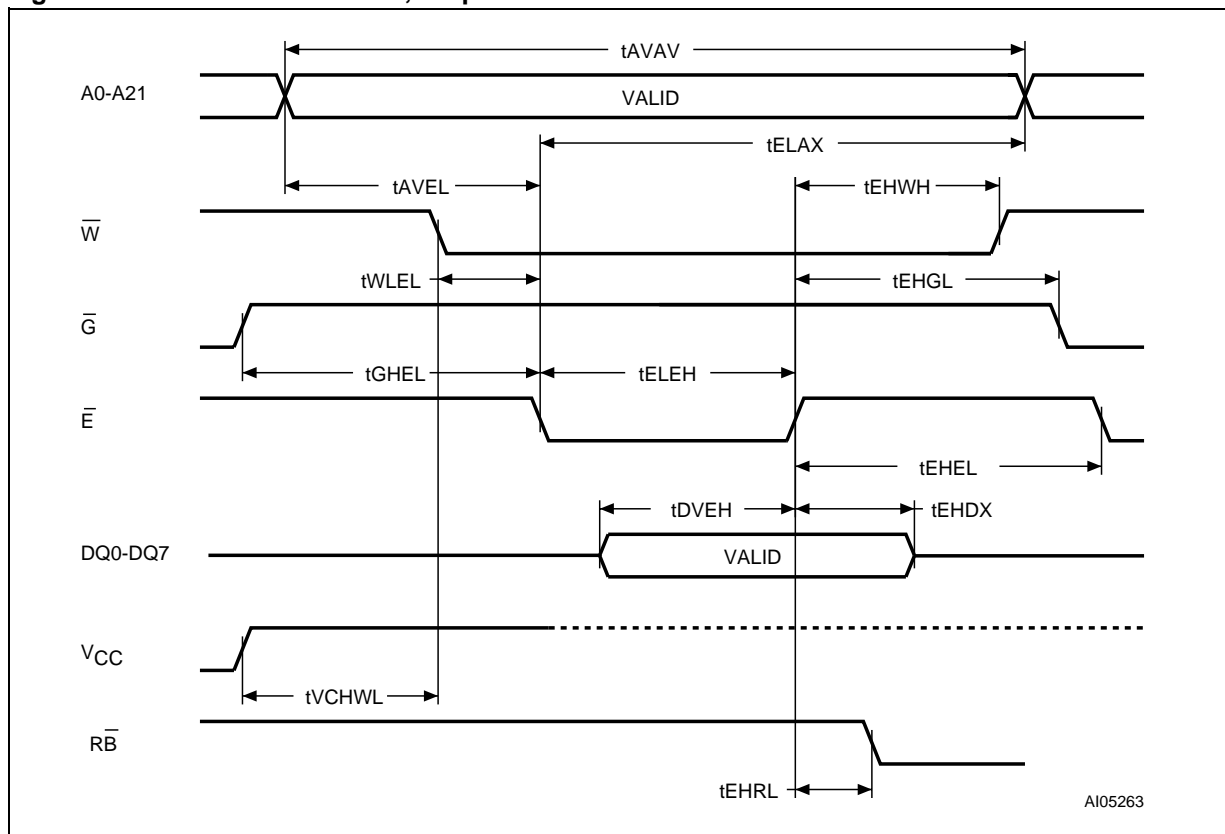 tAVAV
A0-A21
VALID
tELAX
tAVEL
tEHWH
W̅
tWLEL
tEHGL
G̅
tGHEL
tELEH
E̅
tEHEL
tDVEH
tEHDX
DQ0-DQ7
VALID
VCC
tVCHWL
RB̅
tEHRL
AI05263